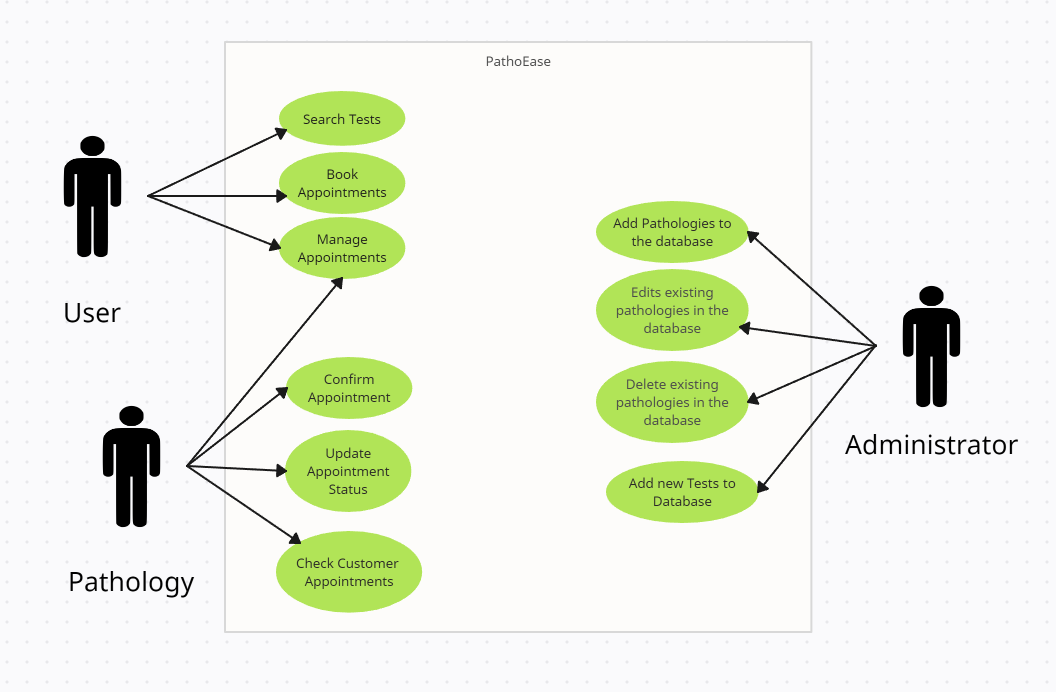 PathoEase
Search Tests
Book
Appointments
Manage
Appointments
User
Confirm
Appointment
Update
Appointment
Status
Check Customer
Appointments
Pathology
Add Pathologies to
the database
Edits existing
pathologies in the
database
Delete existing
pathologies in the
database
Add new Tests to
Database
Administrator